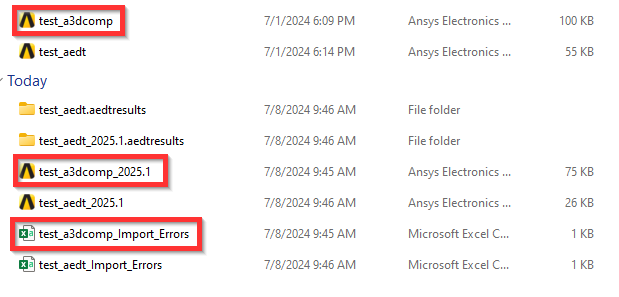 test_a3dcomp 7/1/2024 6:09 PM Ansys Electronics ... 100 KB
test_aedt 7/1/2024 6:14 PM Ansys Electronics ... 55 KB
Today
test_aedt.aedtresults 7/8/2024 9:46 AM File folder
test_aedt_2025.1.aedtresults 7/8/2024 9:46 AM File folder
test_a3dcomp_2025.1 7/8/2024 9:45 AM Ansys Electronics ... 75 KB
test_aedt_2025.1 7/8/2024 9:46 AM Ansys Electronics ... 26 KB
test_a3dcomp_Import_Errors 7/8/2024 9:45 AM Microsoft Excel C... 1 KB
test_aedt_Import_Errors 7/8/2024 9:46 AM Microsoft Excel C... 1 KB